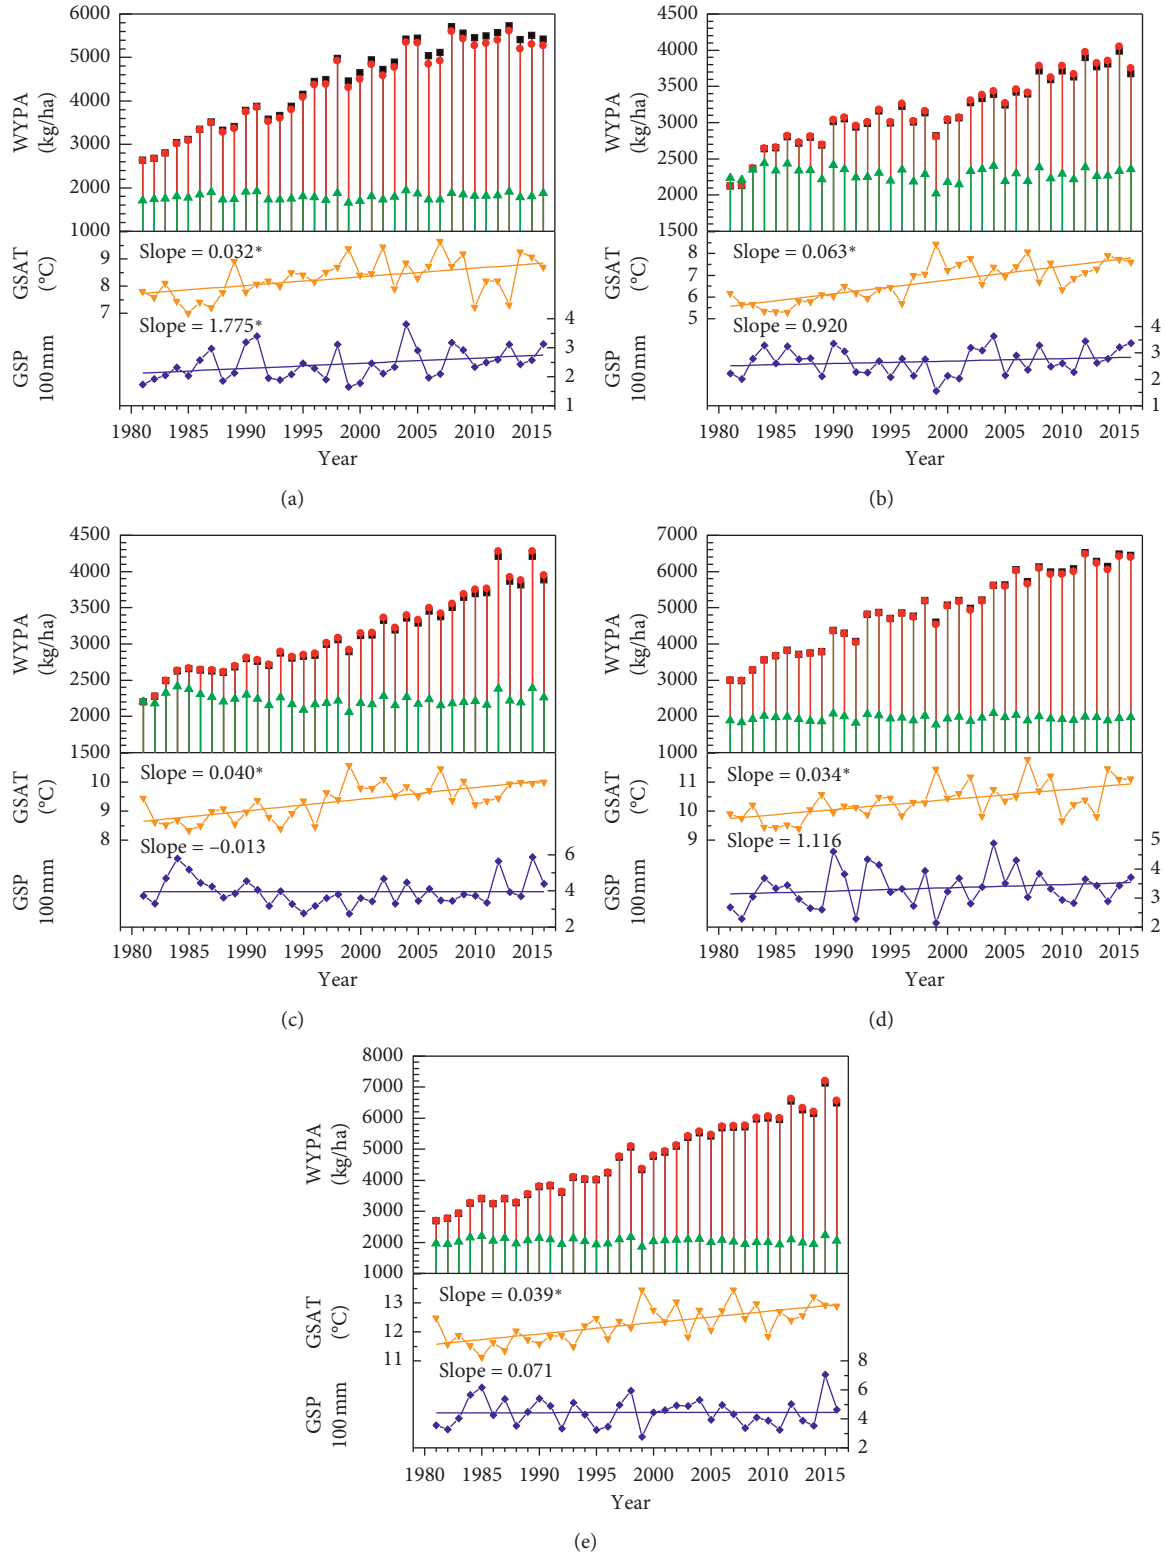 6000
5000
4000
3000
2000
1000
WYPA
(kg/ha)
9
8
7
GSAT
(°C)
Slope = 0.032*
Slope = 1.775*
4
3
2
1
GSP
100 mm
1980 1985 1990 1995 2000 2005 2010 2015
Year
(a)
4500
4000
3500
3000
2500
2000
1500
WYPA
(kg/ha)
8
7
6
5
GSAT
(°C)
Slope = 0.063*
Slope = 0.920
4
3
2
1
GSP
100 mm
1980 1985 1990 1995 2000 2005 2010 2015
Year
(b)
4500
4000
3500
3000
2500
2000
1500
WYPA
(kg/ha)
10
9
8
GSAT
(°C)
Slope = 0.040*
Slope = –0.013
6
4
2
GSP
100 mm
1980 1985 1990 1995 2000 2005 2010 2015
Year
(c)
7000
6000
5000
4000
3000
2000
1000
WYPA
(kg/ha)
11
10
9
GSAT
(°C)
Slope = 0.034*
Slope = 1.116
5
4
3
2
GSP
100 mm
1980 1985 1990 1995 2000 2005 2010 2015
Year
(d)
8000
7000
6000
5000
4000
3000
2000
1000
WYPA
(kg/ha)
13
12
11
GSAT
(°C)
Slope = 0.039*
Slope = 0.071
8
6
4
2
GSP
100 mm
1980 1985 1990 1995 2000 2005 2010 2015
Year
(e)